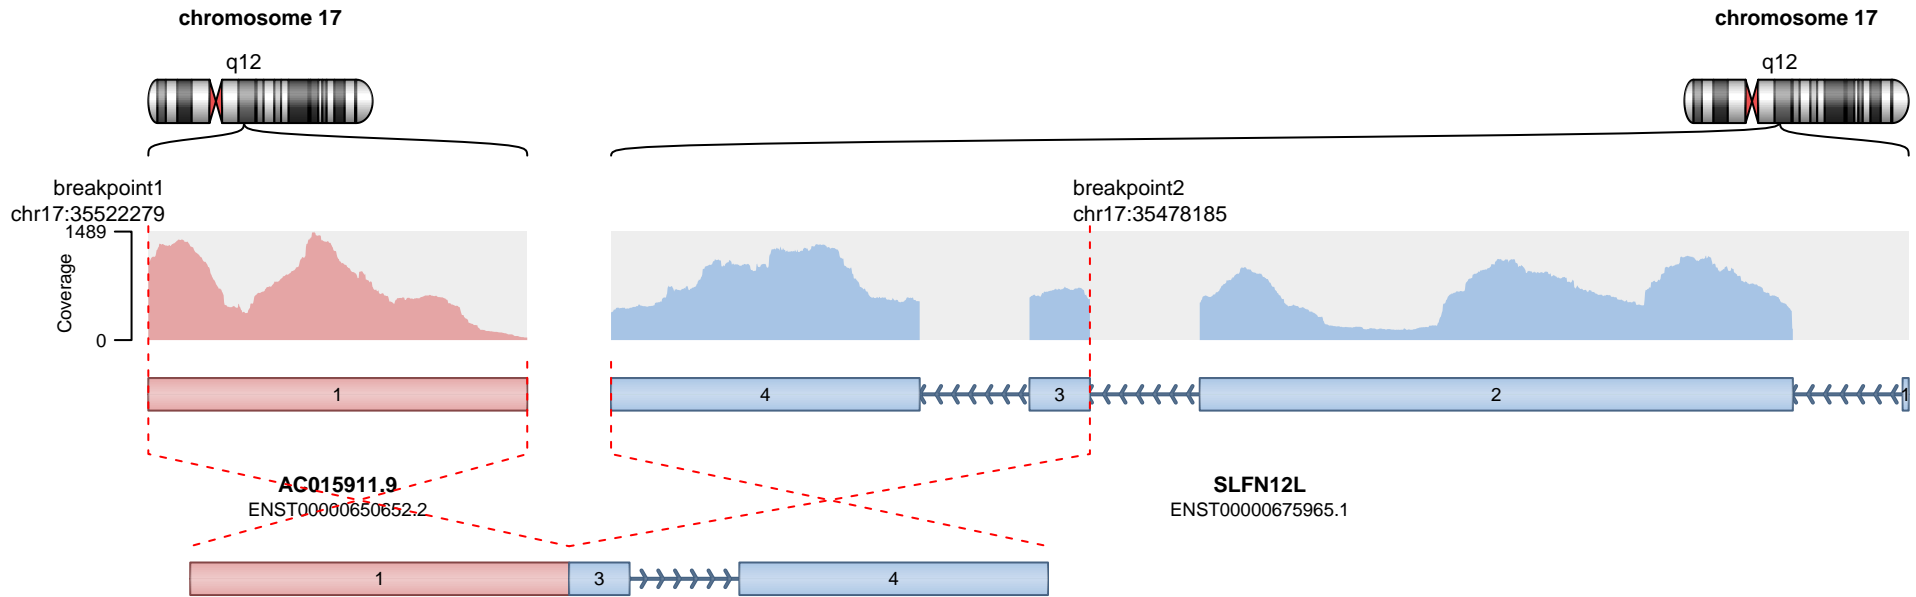 chromosome 17
chromosome 17
q12
q12
breakpoint1
chr17:35522279
breakpoint2
chr17:35478185
1489
Coverage
0
1
4
3
2
1
AC015911.9
ENST00000650652.2
SLFN12L
ENST00000675965.1
1
3
4